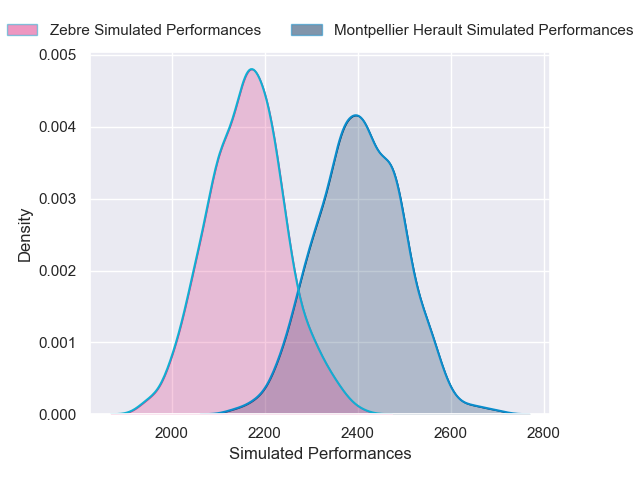 Zebre Simulated Performances
Montpellier Herault Simulated Performances
0.005
0.004
0.003
0.002
0.001
0.000
Density
2000
2200
2400
2600
2800
Simulated Performances